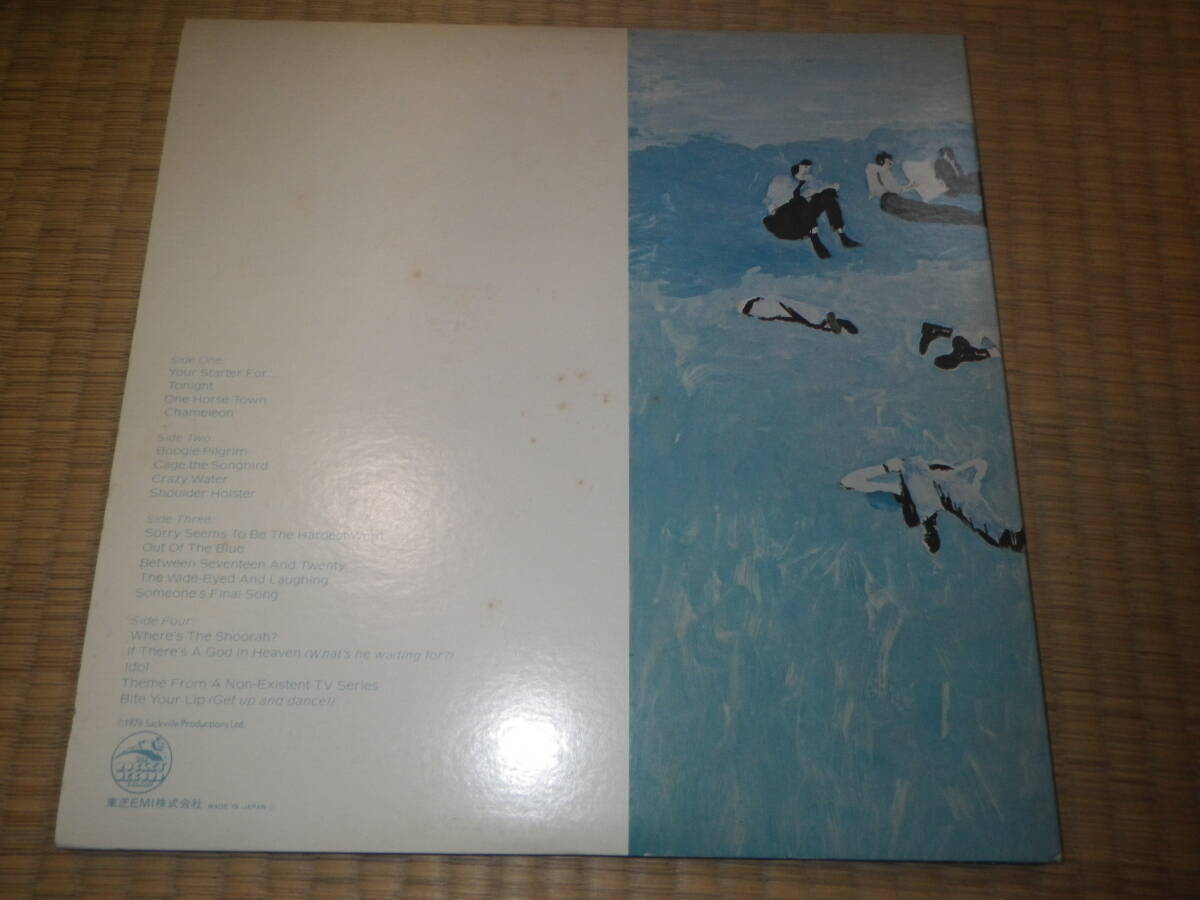 Side One:
Your Starter For...
Tonight
One Horse Town
Chameleon
Side Two:
Boogie Pilgrim
Cage the Songbird
Crazy Water
Shoulder Holster
Side Three:
Sorry Seems To Be The Hardest Word
Out Of The Blue
Between Seventeen And Twenty
The Wide-Eyed And Laughing
Someone's Final Song
Side Four:
Where's The Shoorah?
If There's A God In Heaven (What's he waiting for?)
Idol
Theme From A Non-Existent TV Series
Bite Your Lip (Get up and dance!)
©1976 Sackville Productions Ltd.
ROCKET RECORD
東芝EMI株式会社 MADE IN JAPAN